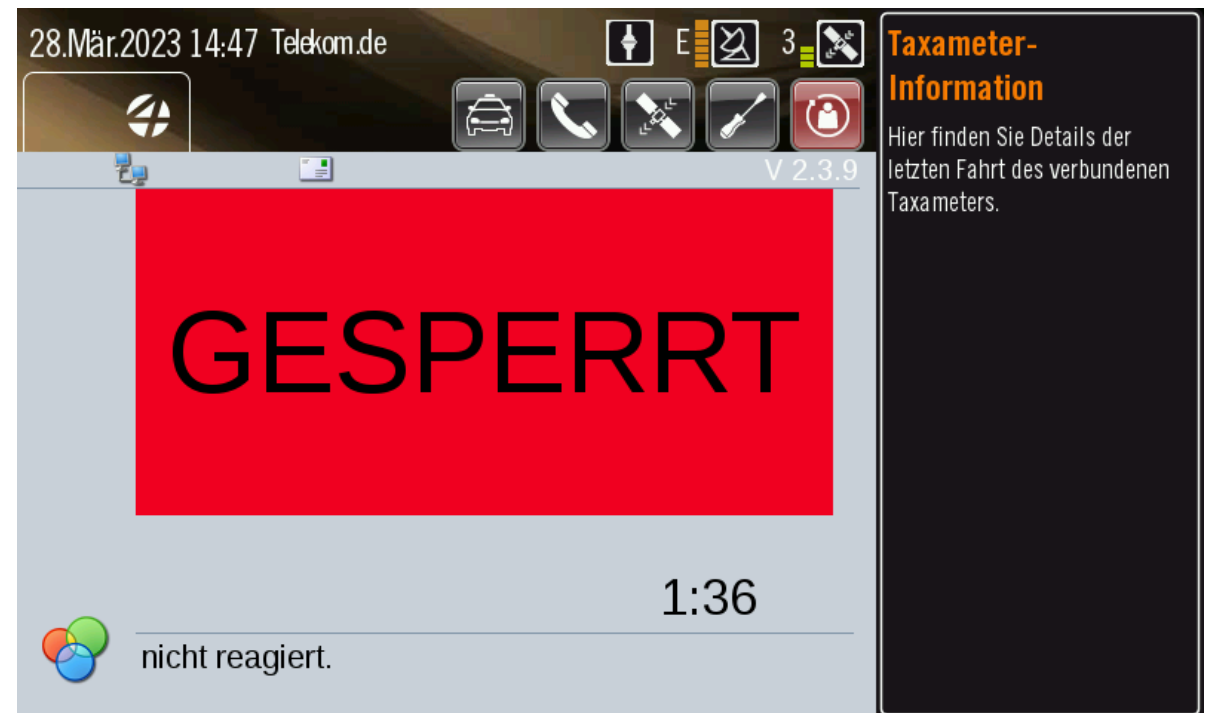 28.Mär.2023 14:47 Telekom.de
E
3
V 2.3.9
GESPERRT
1:36
nicht reagiert.
Taxameter-
Information
Hier finden Sie Details der
letzten Fahrt des verbundenen
Taxameters.